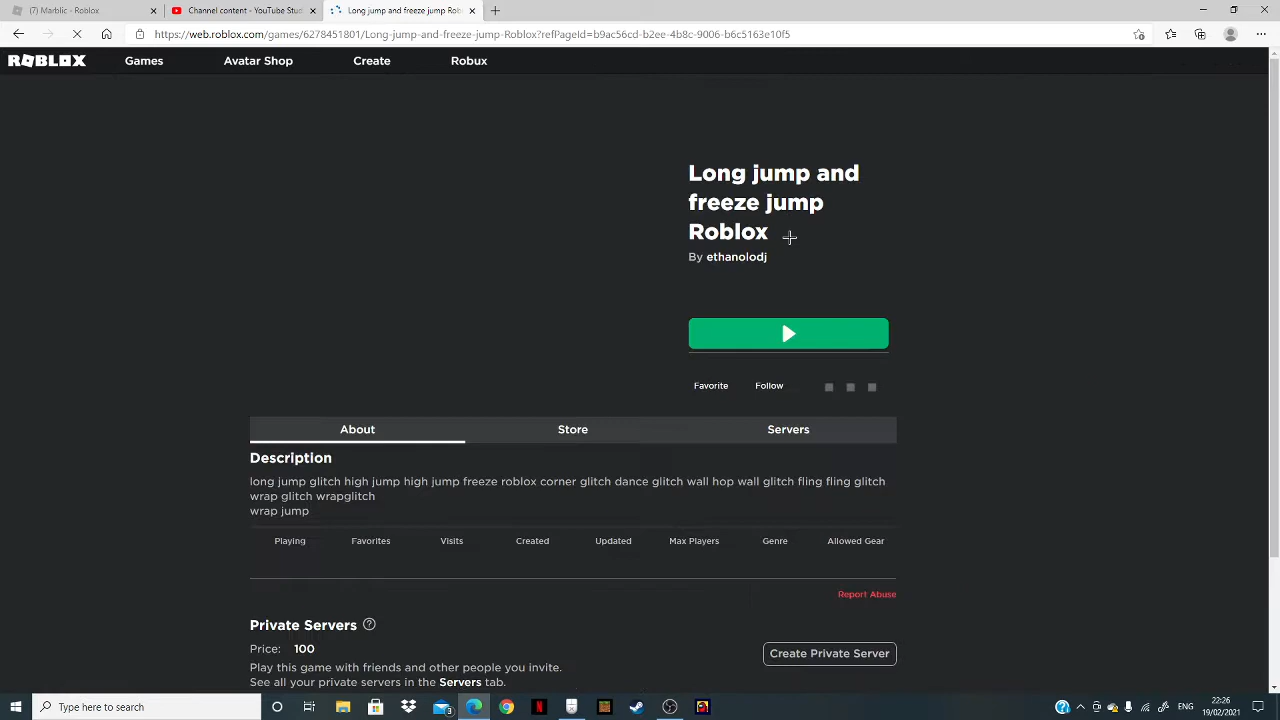 (7) Marblic - Roblox
Channel content - YouTube Stud
Long jump and freeze jump Rob
https://web.roblox.com/games/6278451801/Long-jump-and-freeze-jump-Roblox?refPageId=b9ac56cd-b2ee-4b8c-9006-b6c5163e10f5
ROBLOX Games Avatar Shop Create Robux
Long jump and
freeze jump
Roblox
By ethanolodj
Favorite Follow
About Store Servers
Description
long jump glitch high jump high jump freeze roblox corner glitch dance glitch wall hop wall glitch fling fling glitch
wrap glitch wrapglitch
wrap jump
Playing Favorites Visits Created Updated Max Players Genre Allowed Gear
Report Abuse
Private Servers ?
Price: 100
Create Private Server
Play this game with friends and other people you invite.
See all your private servers in the Servers tab.
Type here to search
ENG
22:26
19/02/2021